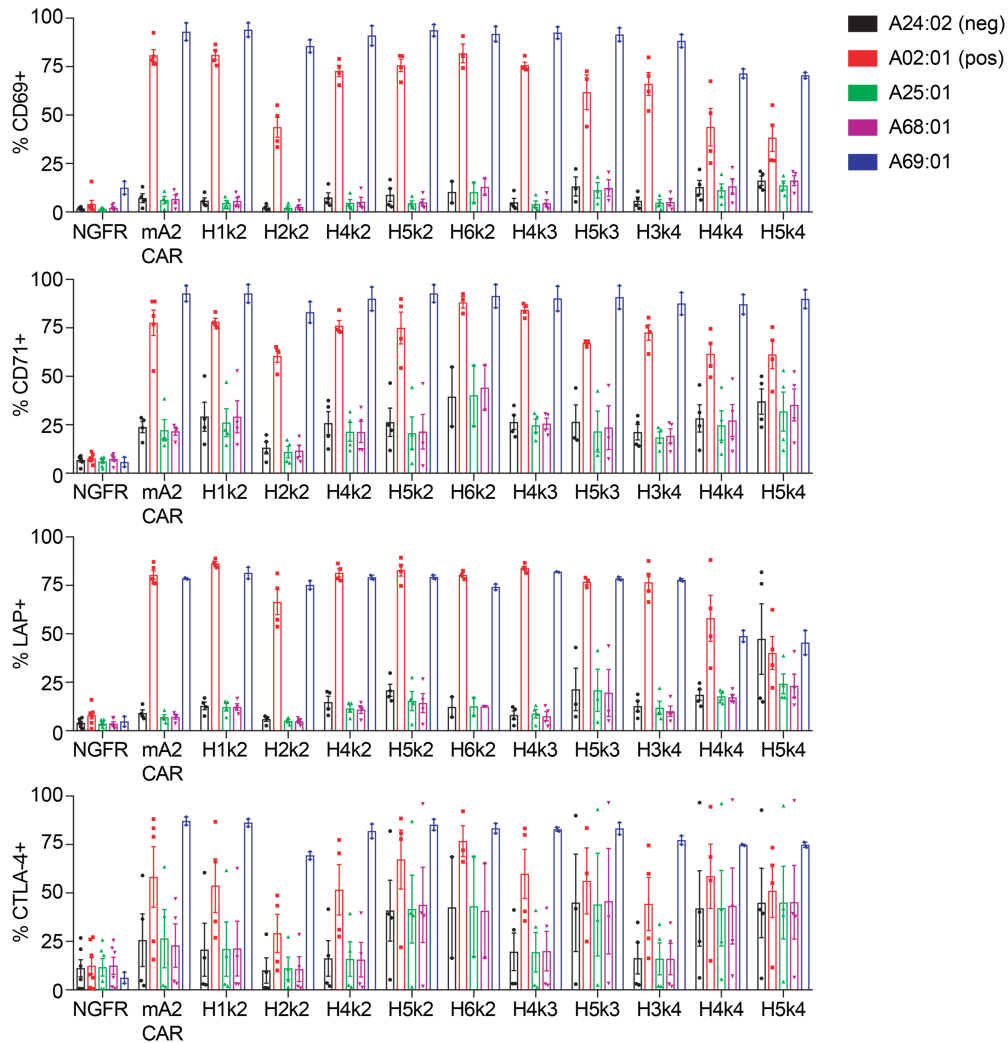 A24:02 (neg)
A02:01 (pos)
A25:01
A68:01
A69:01
% CD69+
100
75
50
25
0
NGFR mA2 CAR H1k2 H2k2 H4k2 H5k2 H6k2 H4k3 H5k3 H3k4 H4k4 H5k4
% CD71+
100
75
50
25
0
NGFR mA2 CAR H1k2 H2k2 H4k2 H5k2 H6k2 H4k3 H5k3 H3k4 H4k4 H5k4
% LAP+
100
75
50
25
0
NGFR mA2 CAR H1k2 H2k2 H4k2 H5k2 H6k2 H4k3 H5k3 H3k4 H4k4 H5k4
% CTLA-4+
100
75
50
25
0
NGFR mA2 CAR H1k2 H2k2 H4k2 H5k2 H6k2 H4k3 H5k3 H3k4 H4k4 H5k4